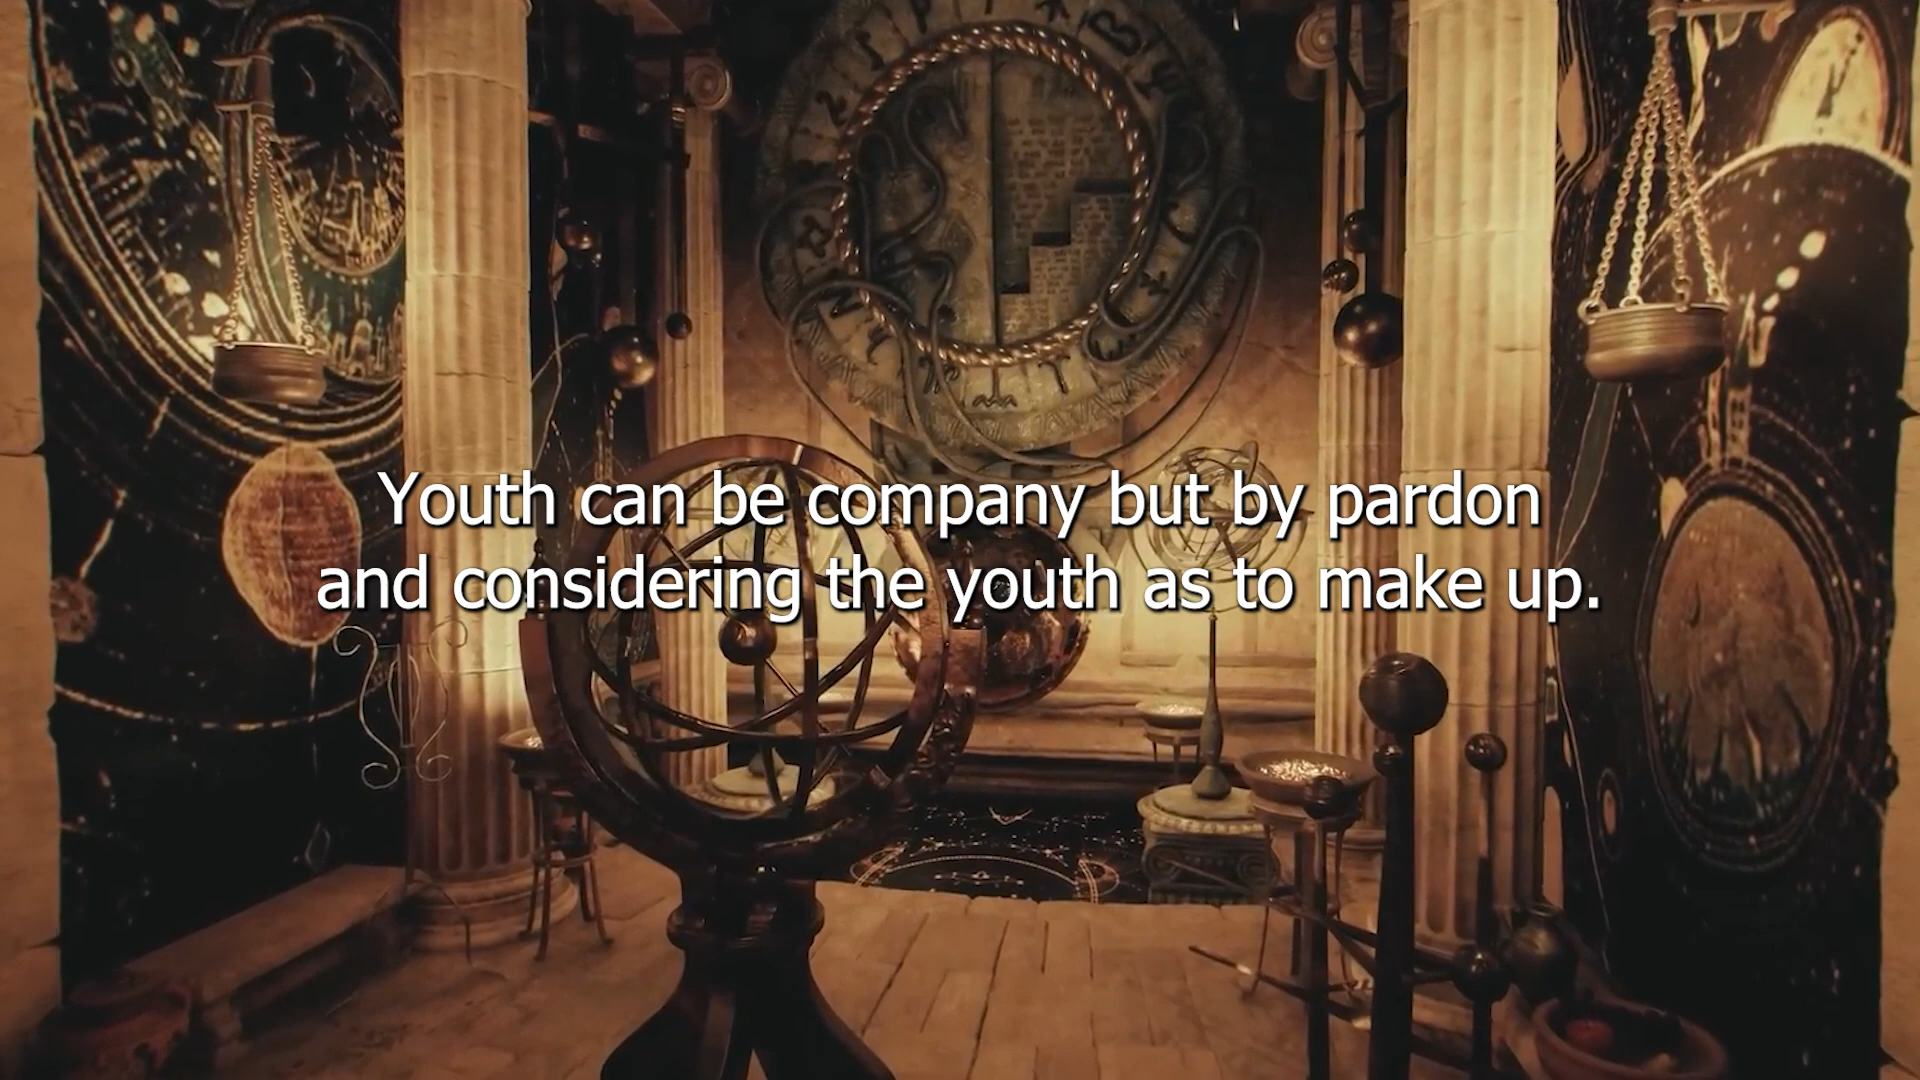 Youth can be company but by pardon
and considering the youth as to make up.